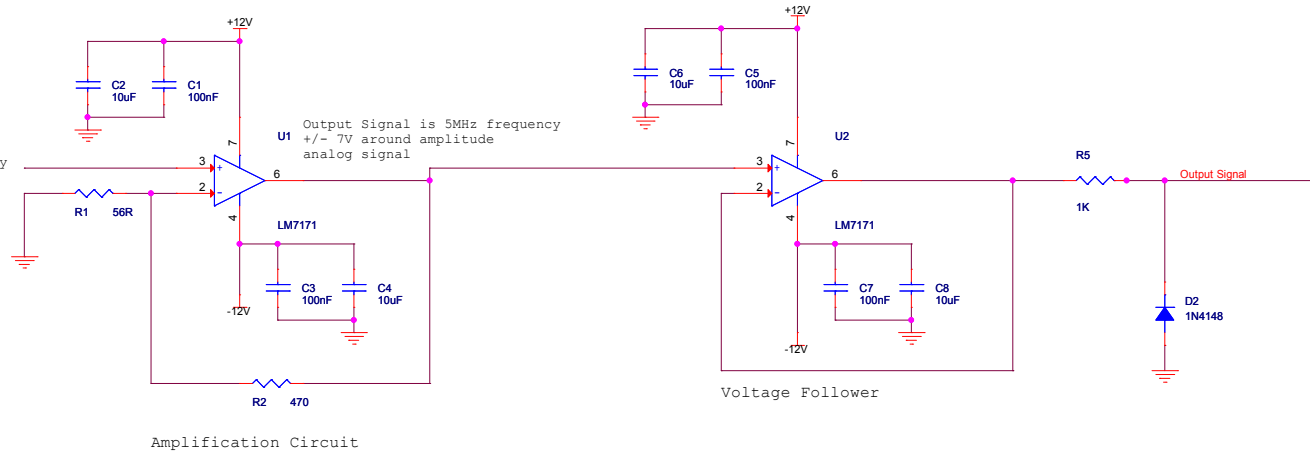 +12V
C2
10uF
C1
100nF
U1
Output Signal is 5MHz frequency
+/- 7V around amplitude
analog signal
y
3
+
7
6
2
-
4
R1
56R
LM7171
C3
100nF
C4
10uF
-12V
R2
470
Amplification Circuit
+12V
C6
10uF
C5
100nF
U2
3
+
7
6
2
-
4
LM7171
C7
100nF
C8
10uF
-12V
Voltage Follower
R5
1K
Output Signal
D2
1N4148